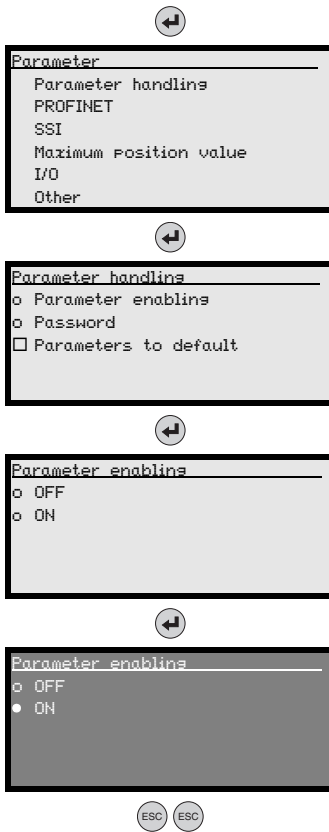 Parameter
Parameter handling
PROFINET
SSI
Maximum position value
I/O
Other
Parameter handling
o Parameter enabling
o Password
□ Parameters to default
Parameter enabling
o OFF
o ON
Parameter enabling
o OFF
● ON
ESC ESC